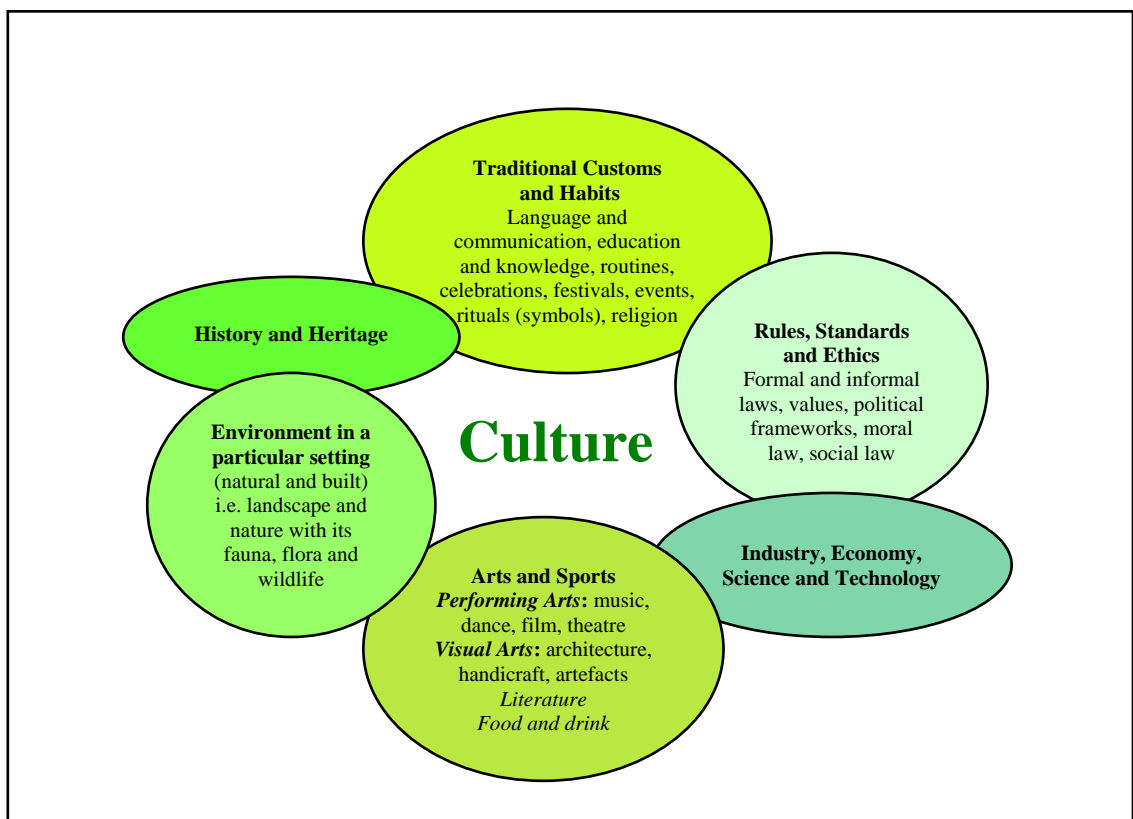 Traditional Customs
and Habits
Language and
communication, education
and knowledge, routines,
celebrations, festivals, events,
rituals (symbols), religion
History and Heritage
Rules, Standards
and Ethics
Formal and informal
laws, values, political
frameworks, moral
law, social law
Environment in a
particular setting
(natural and built)
i.e. landscape and
nature with its
fauna, flora and
wildlife
Culture
Industry, Economy,
Science and Technology
Arts and Sports
Performing Arts: music,
dance, film, theatre
Visual Arts: architecture,
handicraft, artefacts
Literature
Food and drink